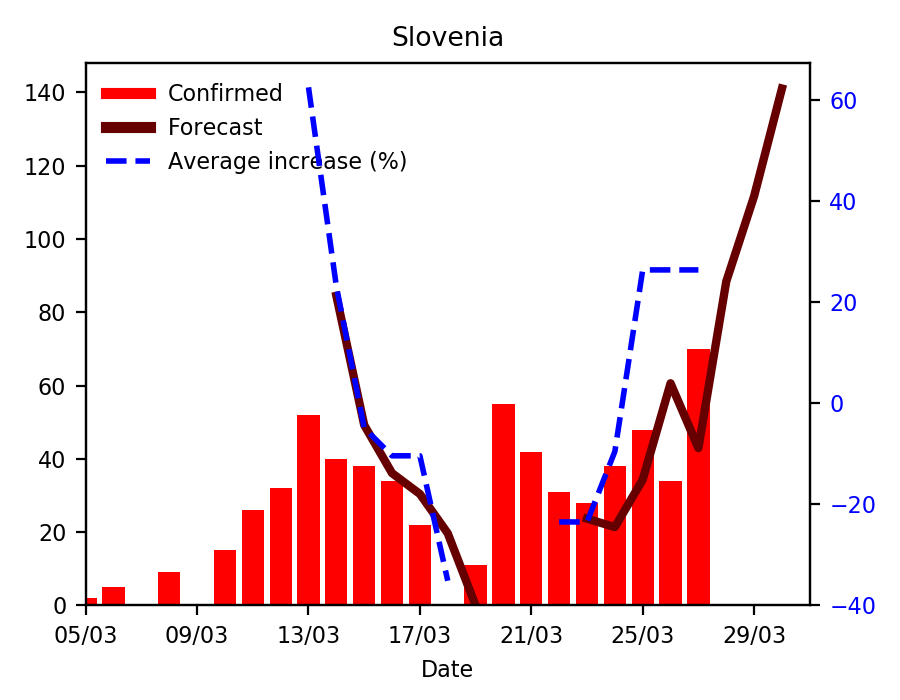 Slovenia
Confirmed
Forecast
Average increase (%)
140
120
100
80
60
40
20
0
60
40
20
0
−20
−40
05/03 09/03 13/03 17/03 21/03 25/03 29/03
Date